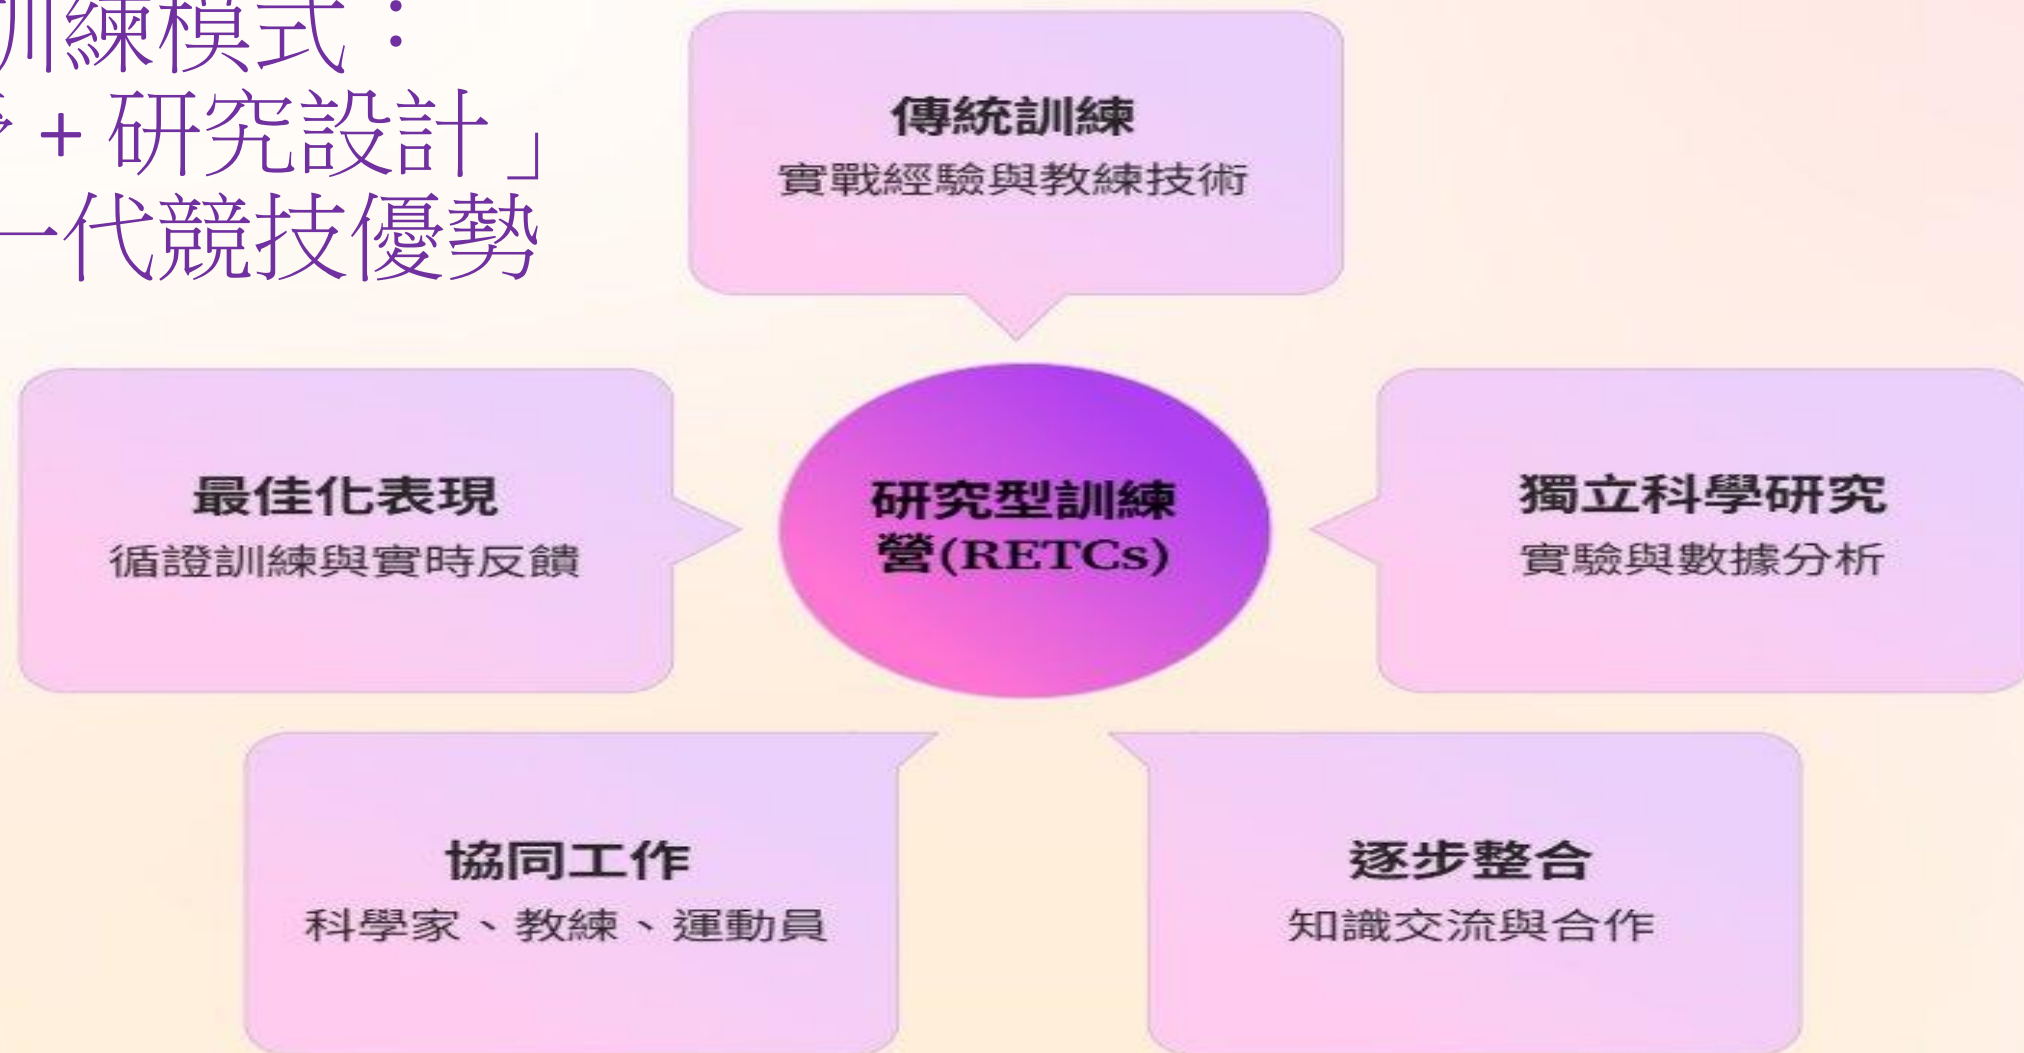 訓練模式：
+ 研究設計」
一代競技優勢
傳統訓練
實戰經驗與教練技術
最佳化表現
循證訓練與實時反饋
研究型訓練
營(RETCs)
獨立科學研究
實驗與數據分析
協同工作
科學家、教練、運動員
逐步整合
知識交流與合作